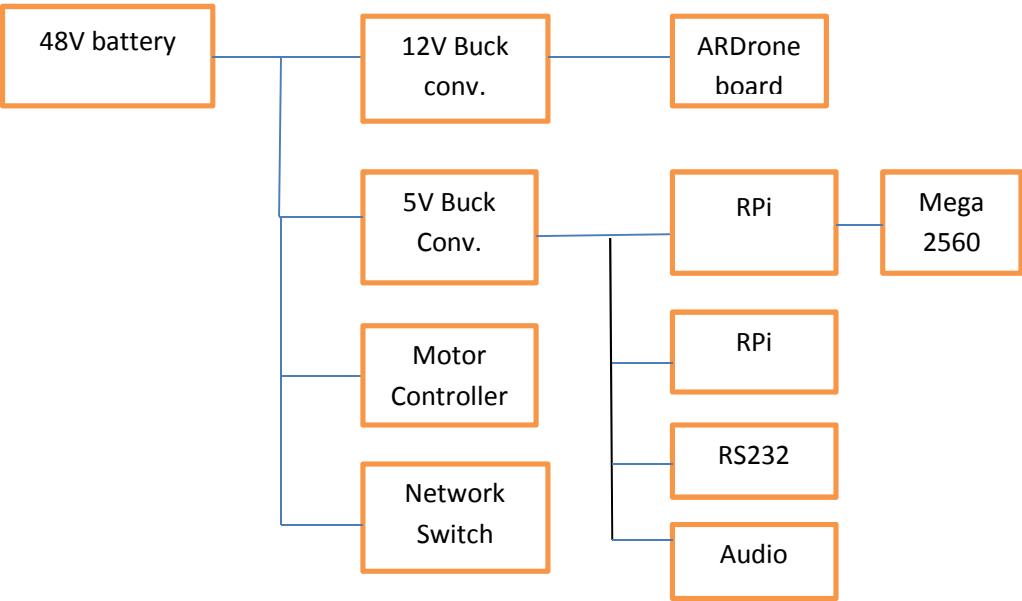 48V battery
12V Buck
conv.
ARDrone
board
5V Buck
Conv.
RPi
Mega
2560
Motor
Controller
RPi
RS232
Network
Switch
Audio